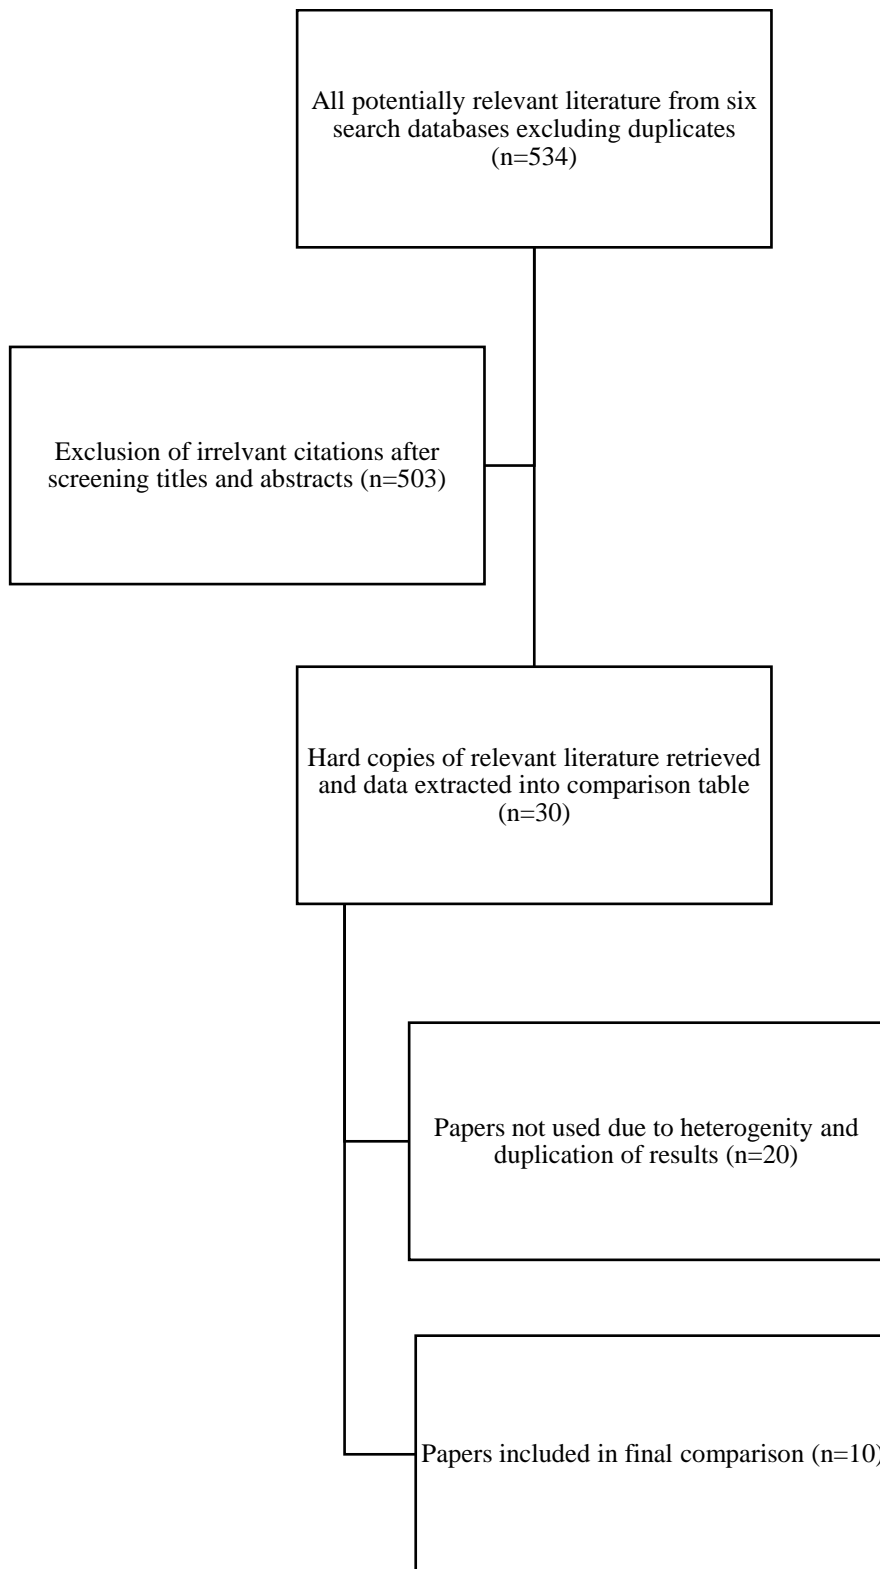 All potentially relevant literature from six
search databases excluding duplicates
(n=534)
Exclusion of irrelvant citations after
screening titles and abstracts (n=503)
Hard copies of relevant literature retrieved
and data extracted into comparison table
(n=30)
Papers not used due to heterogenity and
duplication of results (n=20)
Papers included in final comparison (n=10)